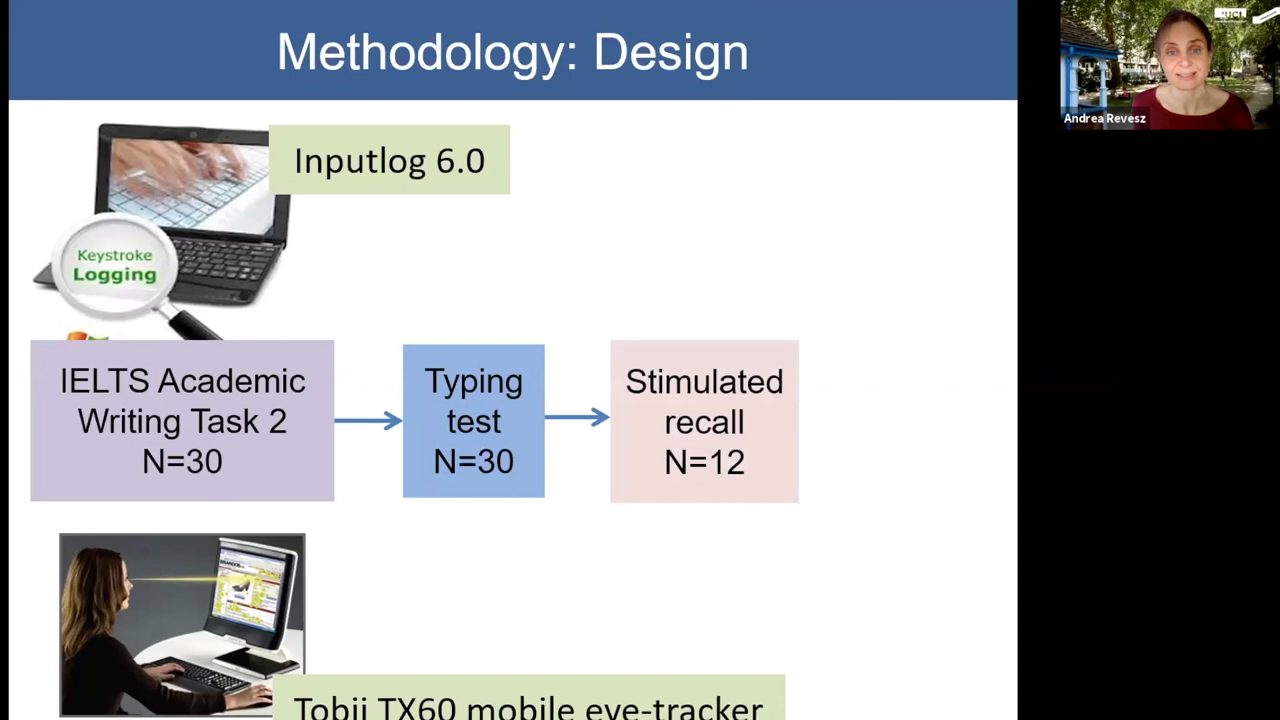 Methodology: Design
Inputlog 6.0
Keystroke
Logging
IELTS Academic
Writing Task 2
N=30
Typing
test
N=30
Stimulated
recall
N=12
Tobii TX60 mobile eye-tracker
Andrea Revesz
UCL